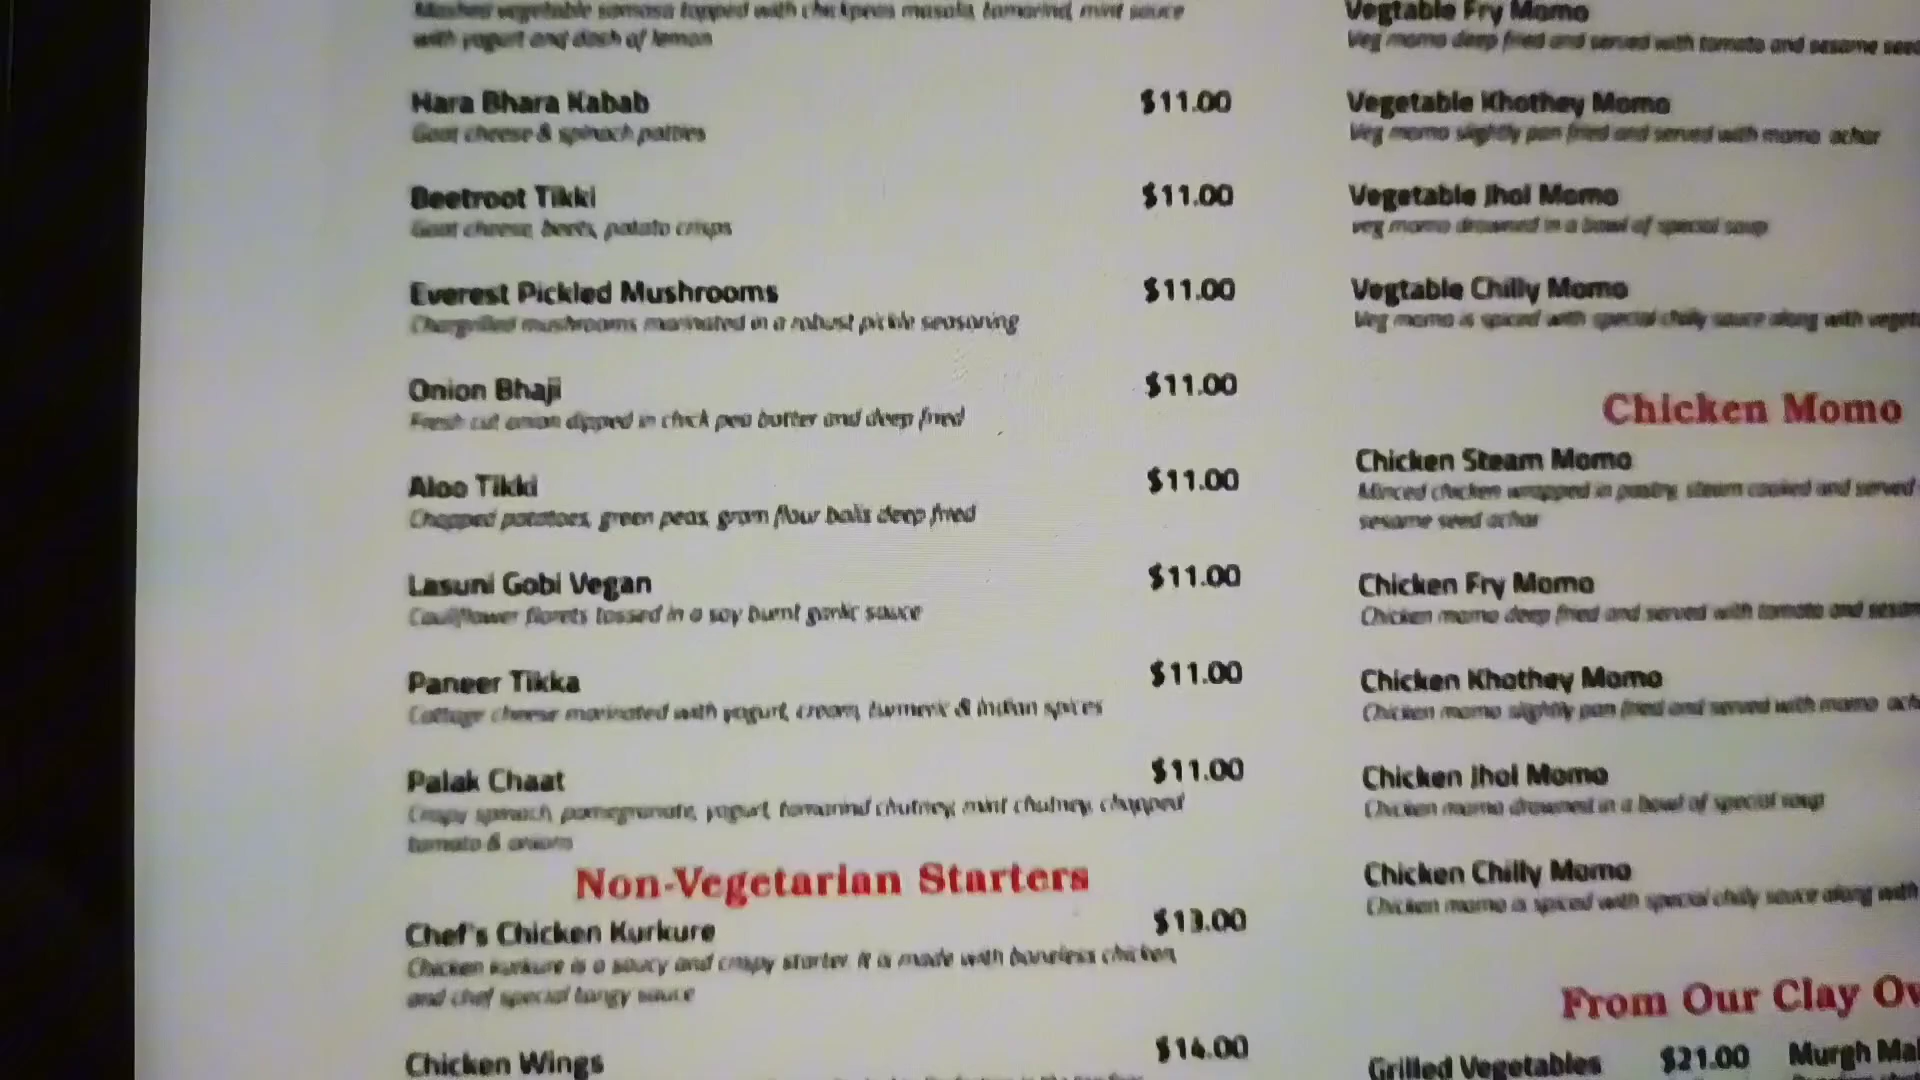 Mashed vegetable samosa topped with chickpeas masala, tamarind, mint sauce
with yogurt and dash of lemon
Hara Bhara Kabab $11.00
Goat cheese & spinach patties
Beetroot Tikki $11.00
Goat cheese, beets, potato crisps
Everest Pickled Mushrooms $11.00
Chargrilled mushrooms marinated in a robust pickle seasoning
Onion Bhaji $11.00
Fresh cut onion dipped in chick pea batter and deep fried
Aloo Tikki $11.00
Chopped potatoes, green peas, gram flour balls deep fried
Lasuni Gobi Vegan $11.00
Cauliflower florets tossed in a soy burnt garlic sauce
Paneer Tikka $11.00
Cottage cheese marinated with yogurt, cream, turmeric & Indian spices
Palak Chaat $11.00
Crispy spinach, pomegranate, yogurt, tamarind chutney, mint chutney, chopped
tomato & onions
Non-Vegetarian Starters
Chef's Chicken Kurkure $13.00
Chicken kurkure is a saucy and crispy starter. It is made with boneless chicken,
and chef special tangy sauce
Chicken Wings $14.00
Vegtable Fry Momo
Veg momo deep fried and served with tomato and sesame seed
Vegetable Khothey Momo
Veg momo slightly pan fried and served with momo achar
Vegetable Jhol Momo
veg momo drowned in a bowl of special soup
Vegtable Chilly Momo
Veg momo is spiced with special chilly sauce along with
Chicken Momo
Chicken Steam Momo
Minced chicken wrapped in pastry, steam cooked and served
sesame seed achar
Chicken Fry Momo
Chicken momo deep fried and served with tomato and
Chicken Khothey Momo
Chicken momo slightly pan fried and served with momo
Chicken Jhol Momo
Chicken momo drowned in a bowl of special soup
Chicken Chilly Momo
Chicken momo is spiced with special chilly sauce along with
From Our Clay
Grilled Vegetables $21.00 Murgh